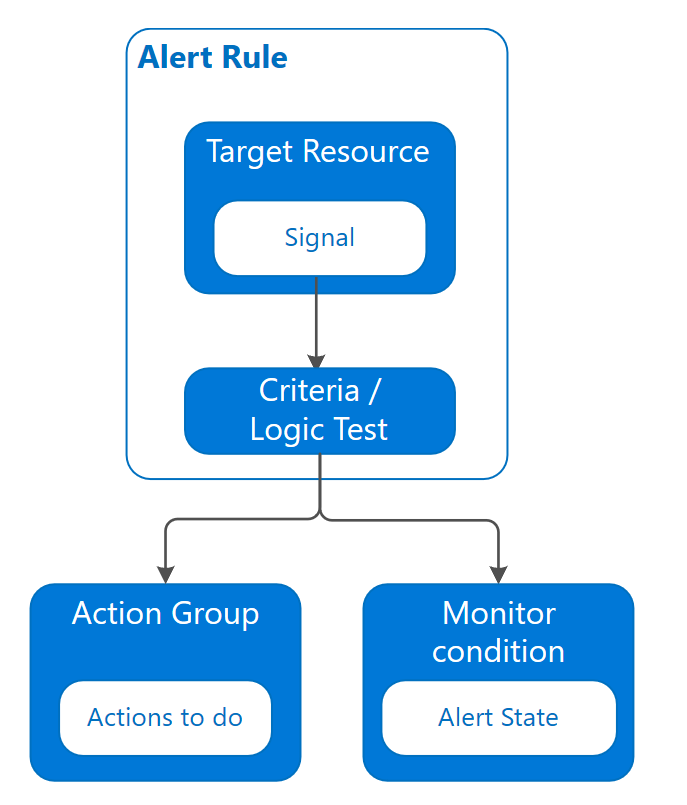 Alert Rule
Target Resource
Signal
Criteria /
Logic Test
Action Group
Actions to do
Monitor
condition
Alert State